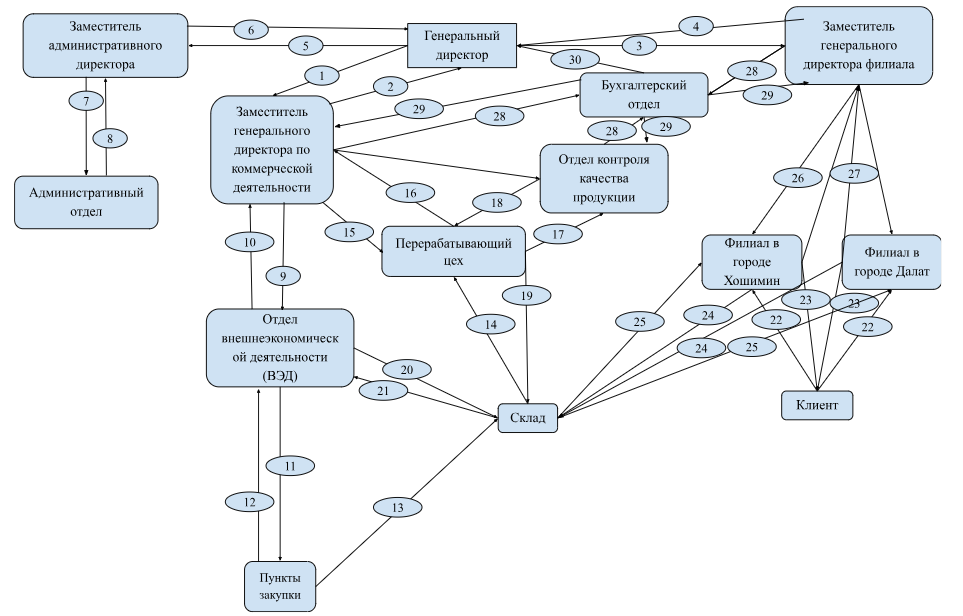 Заместитель
административного
директора
6
5
Генеральный
директор
4
3
Заместитель
генерального
директора филиала
30
1
2
7
8
Заместитель
генерального
директора по
коммерческой
деятельности
29
28
Бухгалтерский
отдел
28
29
28
29
Отдел контроля
качества
продукции
Административный
отдел
16
18
26
27
15
17
Перерабатывающий
цех
10
9
Филиал в
городе
Хошимин
Филиал в
городе Далат
19
14
25
24
22
23
23
22
24
25
Отдел
внешнеэкономическ
ой деятельности
(ВЭД)
20
21
Склад
Клиент
11
12
13
Пункты
закупки